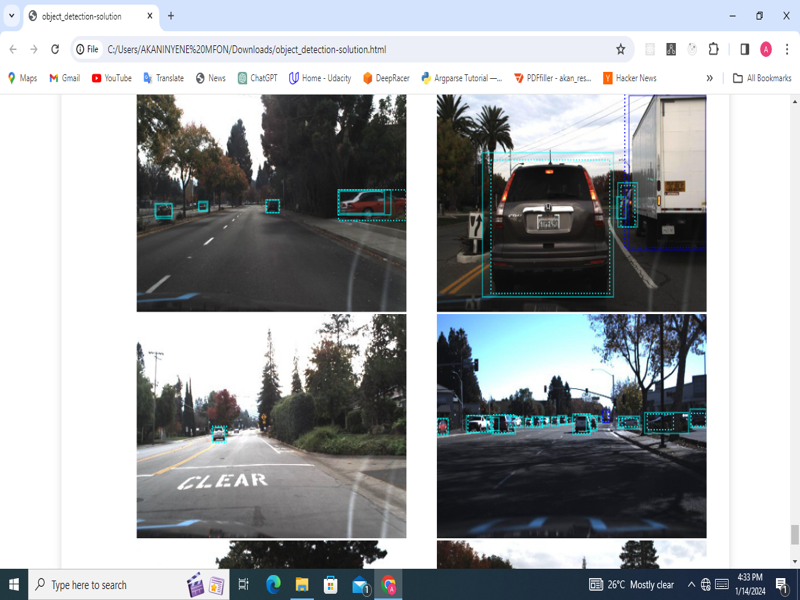 object_detection-solution
File
C:/Users/AKANINYENE%20MFON/Downloads/object_detection-solution.html
A
Maps
Gmail
YouTube
Translate
News
ChatGPT
Home - Udacity
DeepRacer
Argparse Tutorial —...
PDFfiller - akan_res...
Hacker News
»
All Bookmarks
CLEAR
Type here to search
1
26°C Mostly clear
4:33 PM
1/14/2024
1